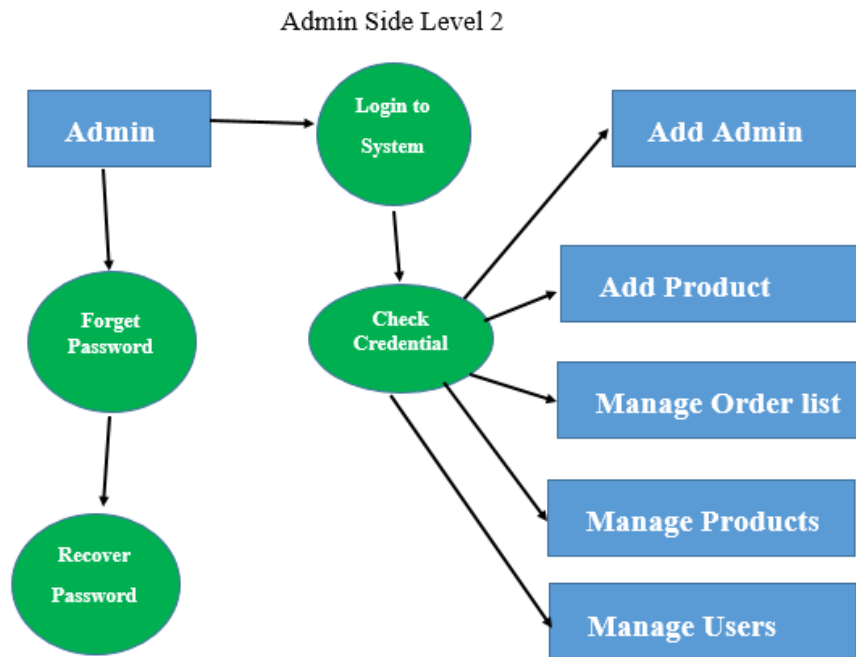 Admin Side Level 2
Admin
Login to
System
Add Admin
Add Product
Forget
Password
Check
Credential
Manage Order list
Manage Products
Recover
Password
Manage Users